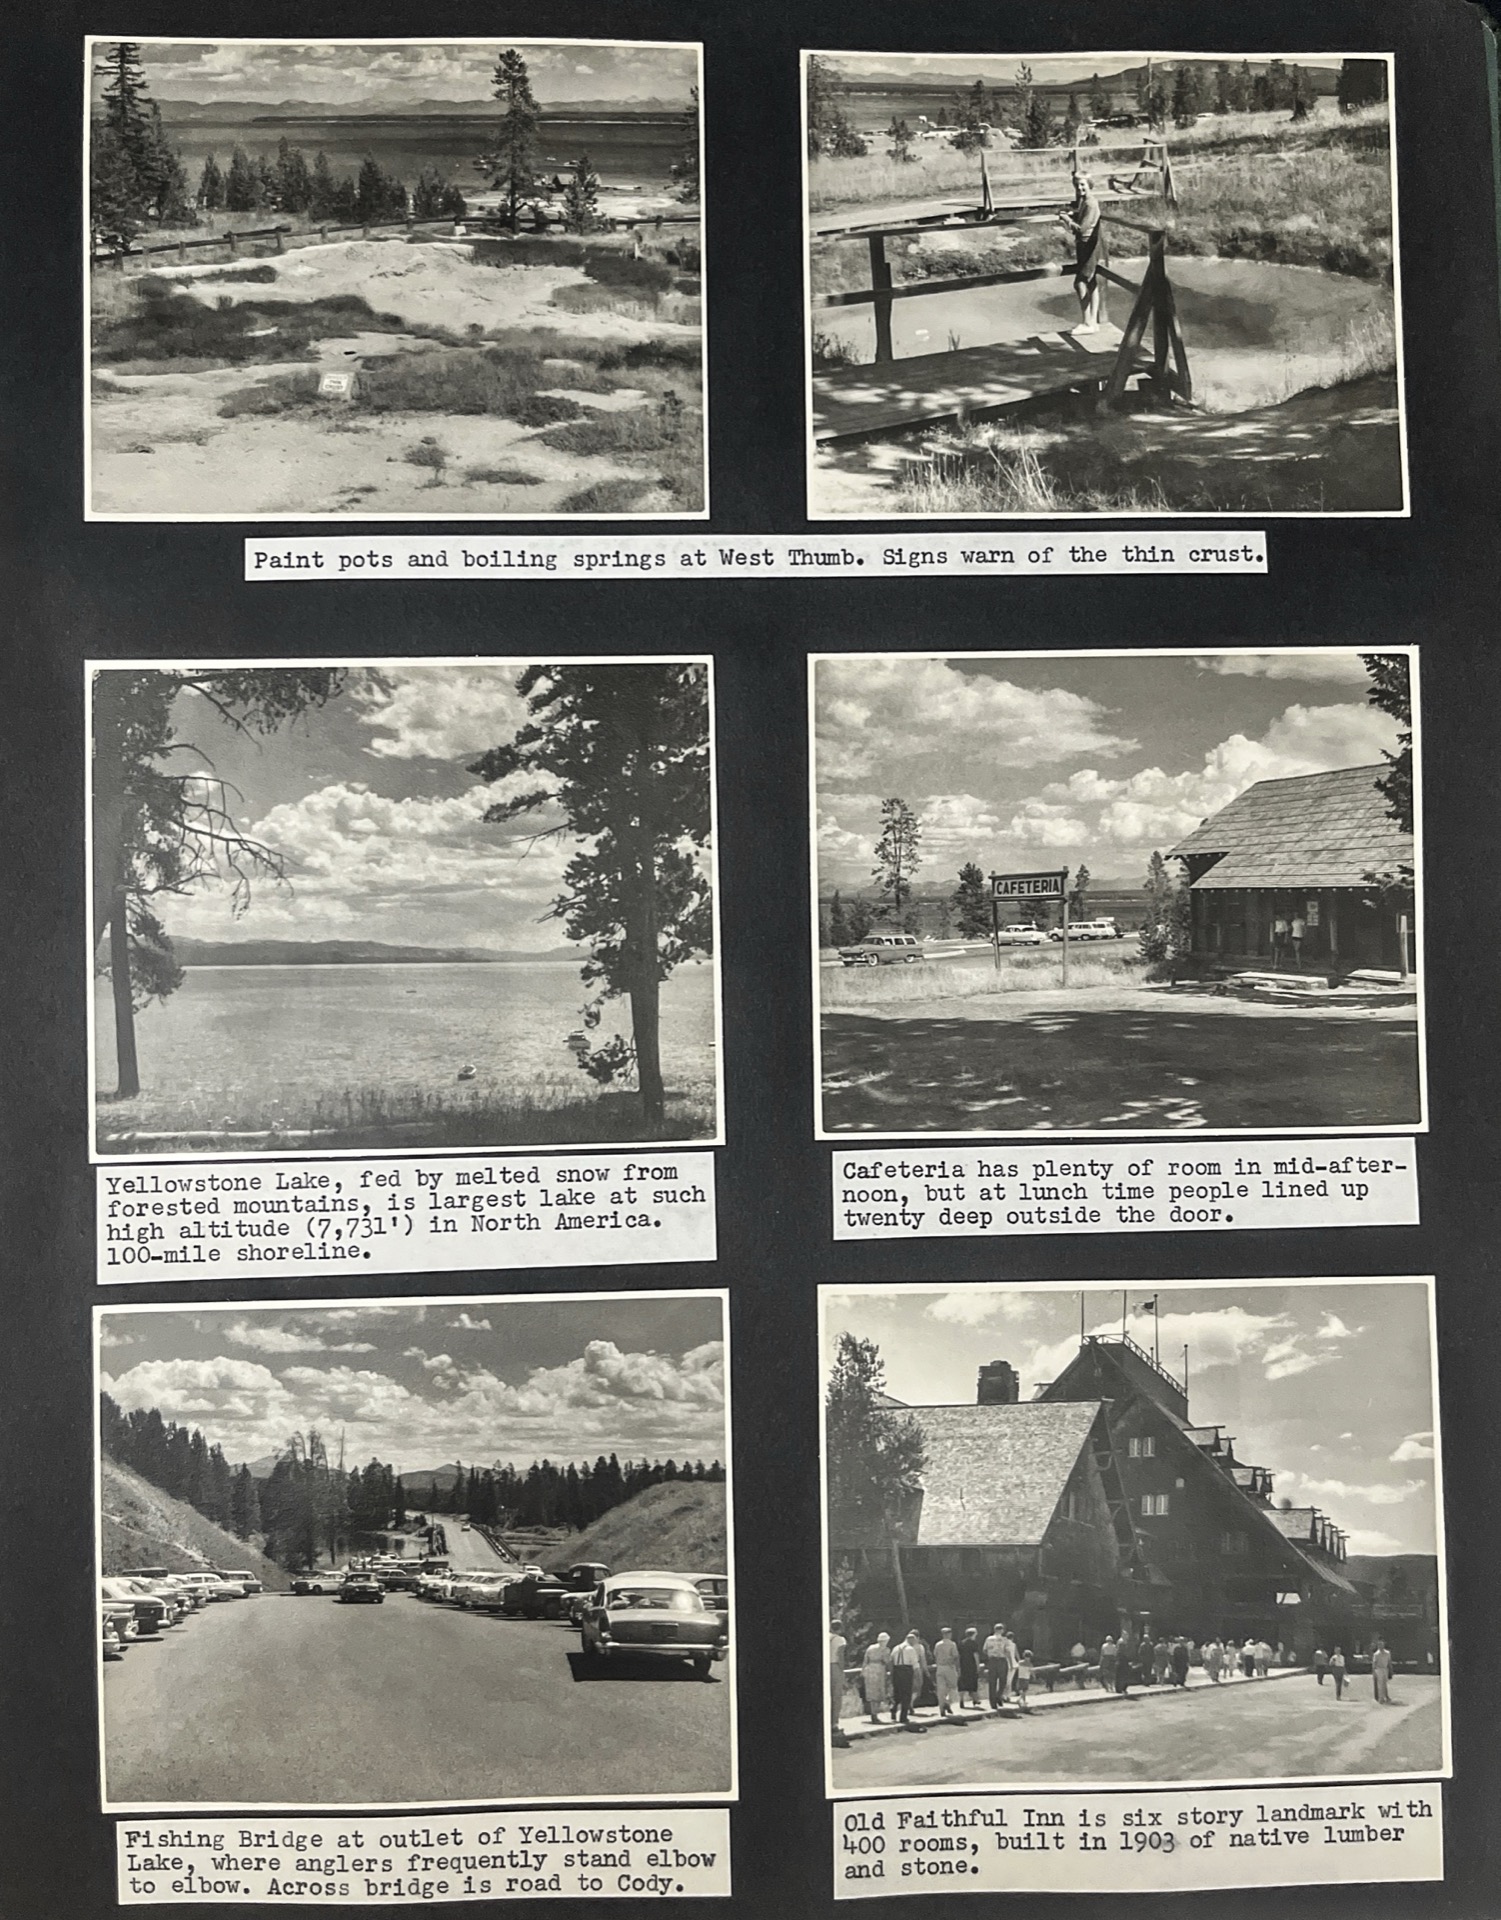 THIN
CRUST
Paint pots and boiling springs at West Thumb. Signs warn of the thin crust.
CAFETERIA
Yellowstone Lake, fed by melted snow from
forested mountains, is largest lake at such
high altitude (7,731') in North America.
100-mile shoreline.
Cafeteria has plenty of room in mid-after-
noon, but at lunch time people lined up
twenty deep outside the door.
Fishing Bridge at outlet of Yellowstone
Lake, where anglers frequently stand elbow
to elbow. Across bridge is road to Cody.
Old Faithful Inn is six story landmark with
400 rooms, built in 1903 of native lumber
and stone.